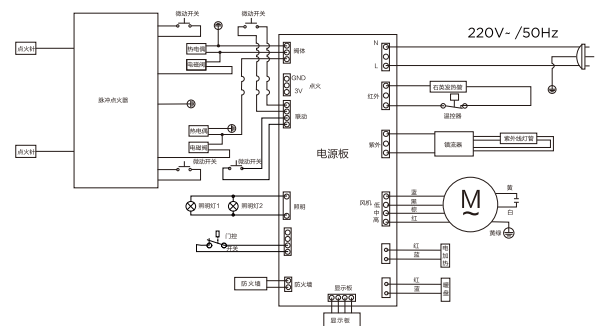 微动开关
微动开关
220V~ /50Hz
点火针
热电偶
阀体
N
电磁阀
L
GND
点火
3V
红外
石英发热管
脉冲点火器
温控器
联动
热电偶
电源板
紫外
镇流器
紫外线灯管
点火针
电磁阀
微动开关
微动开关
照明灯1
照明灯2
照明
风机
低
中
高
蓝
黑
棕
红
M
~
黄
白
黄绿
门控
开关
红
蓝
电加热
防火墙
防火墙
显示板
红
蓝
磁盘
显示板